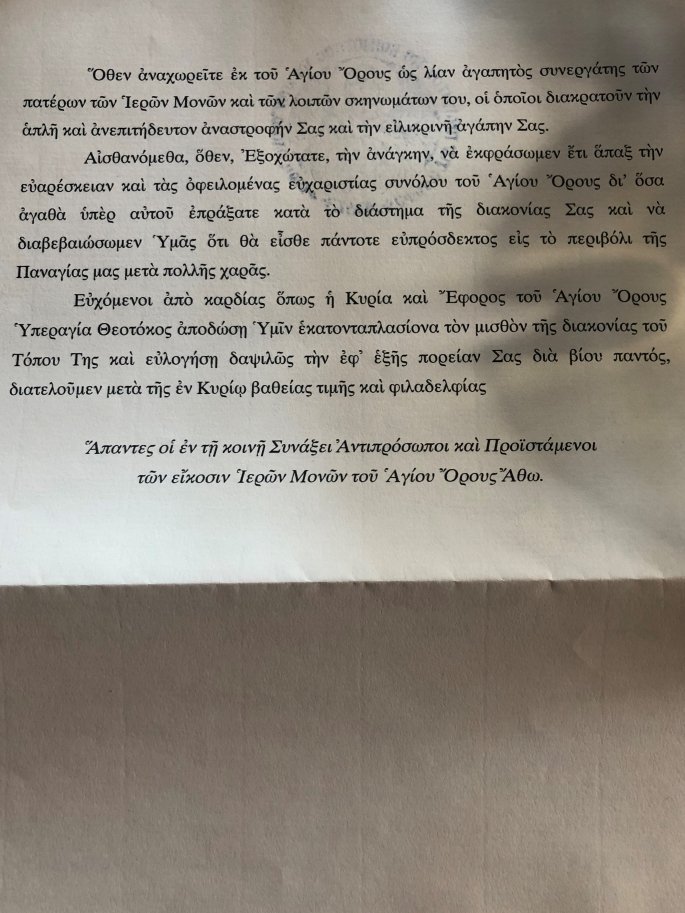 Ὅθεν ἀναχωρεῖτε ἐκ τοῦ Ἁγίου Ὄρους ὡς λίαν ἀγαπητὸς συνεργάτης τῶν
πατέρων τῶν Ἱερῶν Μονῶν καὶ τῶν λοιπῶν σκηνωμάτων του, οἱ ὁποῖοι διακρατοῦν τὴν
ἁπλῆ καὶ ἀνεπιτήδευτον ἀναστροφήν Σας καὶ τὴν εἰλικρινῆ ἀγάπην Σας.
Αἰσθανόμεθα, ὅθεν, Ἐξοχώτατε, τὴν ἀνάγκην, νὰ ἐκφράσωμεν ἔτι ἅπαξ τὴν
εὐαρέσκειαν καὶ τὰς ὀφειλομένας εὐχαριστίας συνόλου τοῦ Ἁγίου Ὄρους δι' ὅσα
ἀγαθὰ ὑπὲρ αὐτοῦ ἐπράξατε κατὰ τὸ διάστημα τῆς διακονίας Σας καὶ νὰ
διαβεβαιώσωμεν Ὑμᾶς ὅτι θὰ εἶσθε πάντοτε εὐπρόσδεκτος εἰς τὸ περιβόλι τῆς
Παναγίας μας μετὰ πολλῆς χαρᾶς.
Εὐχόμενοι ἀπὸ καρδίας ὅπως ἡ Κυρία καὶ Ἔφορος τοῦ Ἁγίου Ὄρους
Ὑπεραγία Θεοτόκος ἀποδώσῃ Ὑμῖν ἑκατονταπλασίονα τὸν μισθὸν τῆς διακονίας τοῦ
Τόπου Της καὶ εὐλογήσῃ δαψιλῶς τὴν ἐφ' ἑξῆς πορείαν Σας διὰ βίου παντός,
διατελοῦμεν μετὰ τῆς ἐν Κυρίῳ βαθείας τιμῆς καὶ φιλαδελφίας
Ἅπαντες οἱ ἐν τῇ κοινῇ Συνάξει Ἀντιπρόσωποι καὶ Προϊστάμενοι
τῶν εἴκοσιν Ἱερῶν Μονῶν τοῦ Ἁγίου Ὄρους Ἄθω.